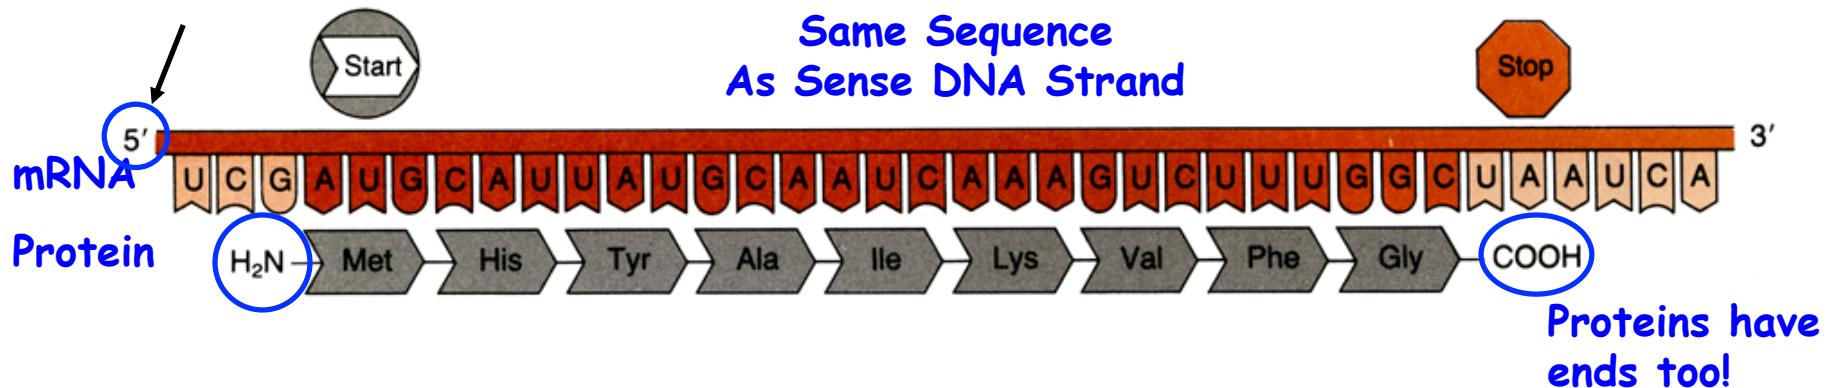 Start
Same Sequence
As Sense DNA Strand
Stop
5′ 3′
mRNA U C G A U G C A U U A U G C A A U C A A A G U C U U U G G C U A A U C A
Protein H₂N Met His Tyr Ala Ile Lys Val Phe Gly COOH
Proteins have
ends too!